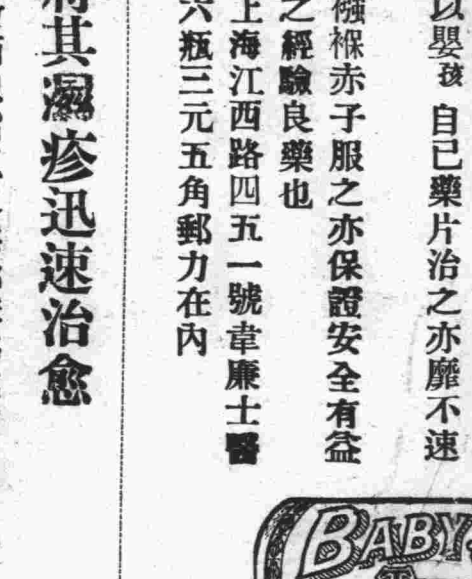 以嬰孩自己藥片治之亦靡不速
襁褓赤子服之亦保證安全有益
之經驗良藥也
上海江西路四五一號韋廉士醫
六瓶三元五角郵力在內
將其濕疹迅速治愈
BABY